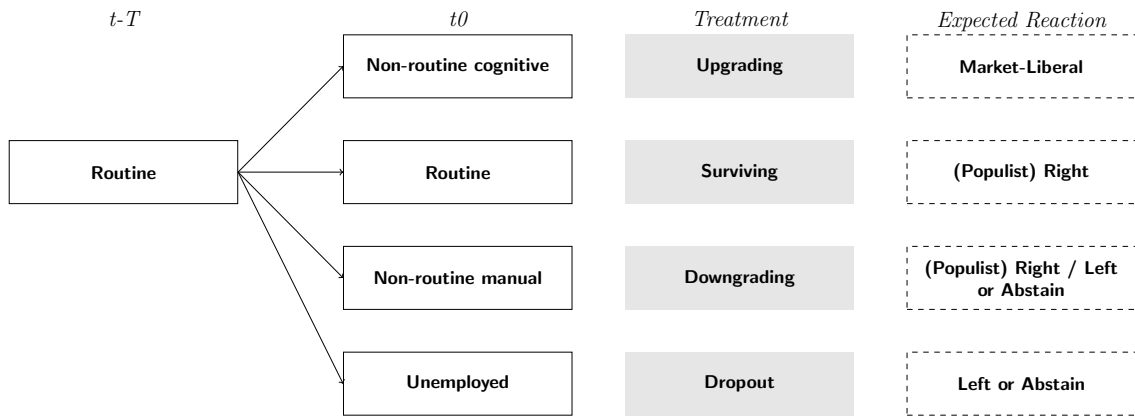 t-T t0 Treatment Expected Reaction
Non-routine cognitive Upgrading Market-Liberal
Routine Routine Surviving (Populist) Right
Non-routine manual Downgrading (Populist) Right / Left
or Abstain
Unemployed Dropout Left or Abstain